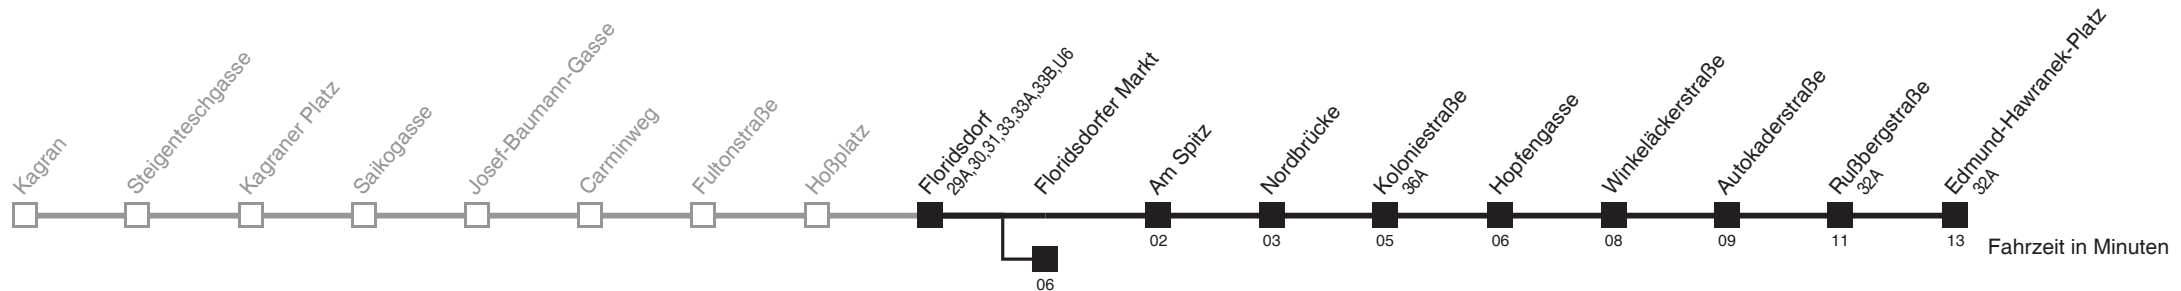 Kagran
Steigenteschgasse
Kagraner Platz
Saikogasse
Josef-Baumann-Gasse
Carminweg
Fultonstraße
Hoßplatz
Floridsdorf
29A,30,31,33,33A,33B,U6
Floridsdorfer Markt
Am Spitz
Nordbrücke
Koloniestraße
36A
Hopfengasse
Winkeläckerstraße
Autokaderstraße
Rußbergstraße
32A
Edmund-Hawranek-Platz
32A
02
03
05
06
08
09
11
13
Fahrzeit in Minuten
06